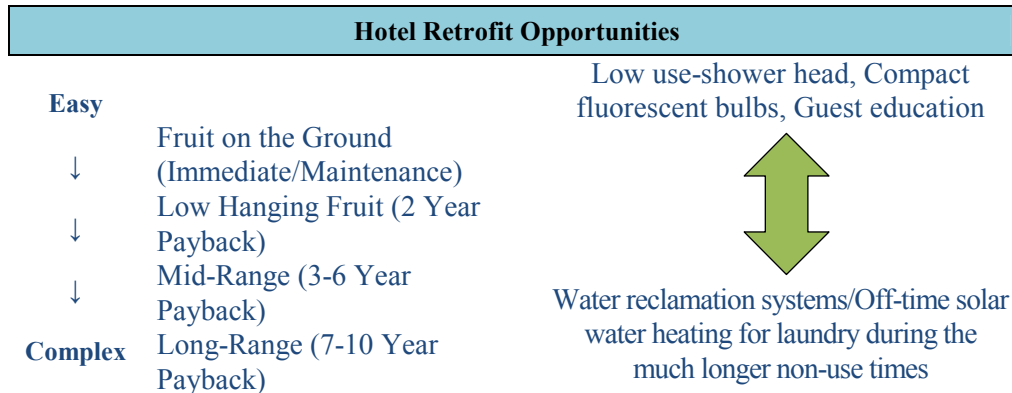 Hotel Retrofit Opportunities
Easy
↓
↓
↓
Complex
Fruit on the Ground
(Immediate/Maintenance)
Low Hanging Fruit (2 Year
Payback)
Mid-Range (3-6 Year
Payback)
Long-Range (7-10 Year
Payback)
Low use-shower head, Compact
fluorescent bulbs, Guest education
Water reclamation systems/Off-time solar
water heating for laundry during the
much longer non-use times